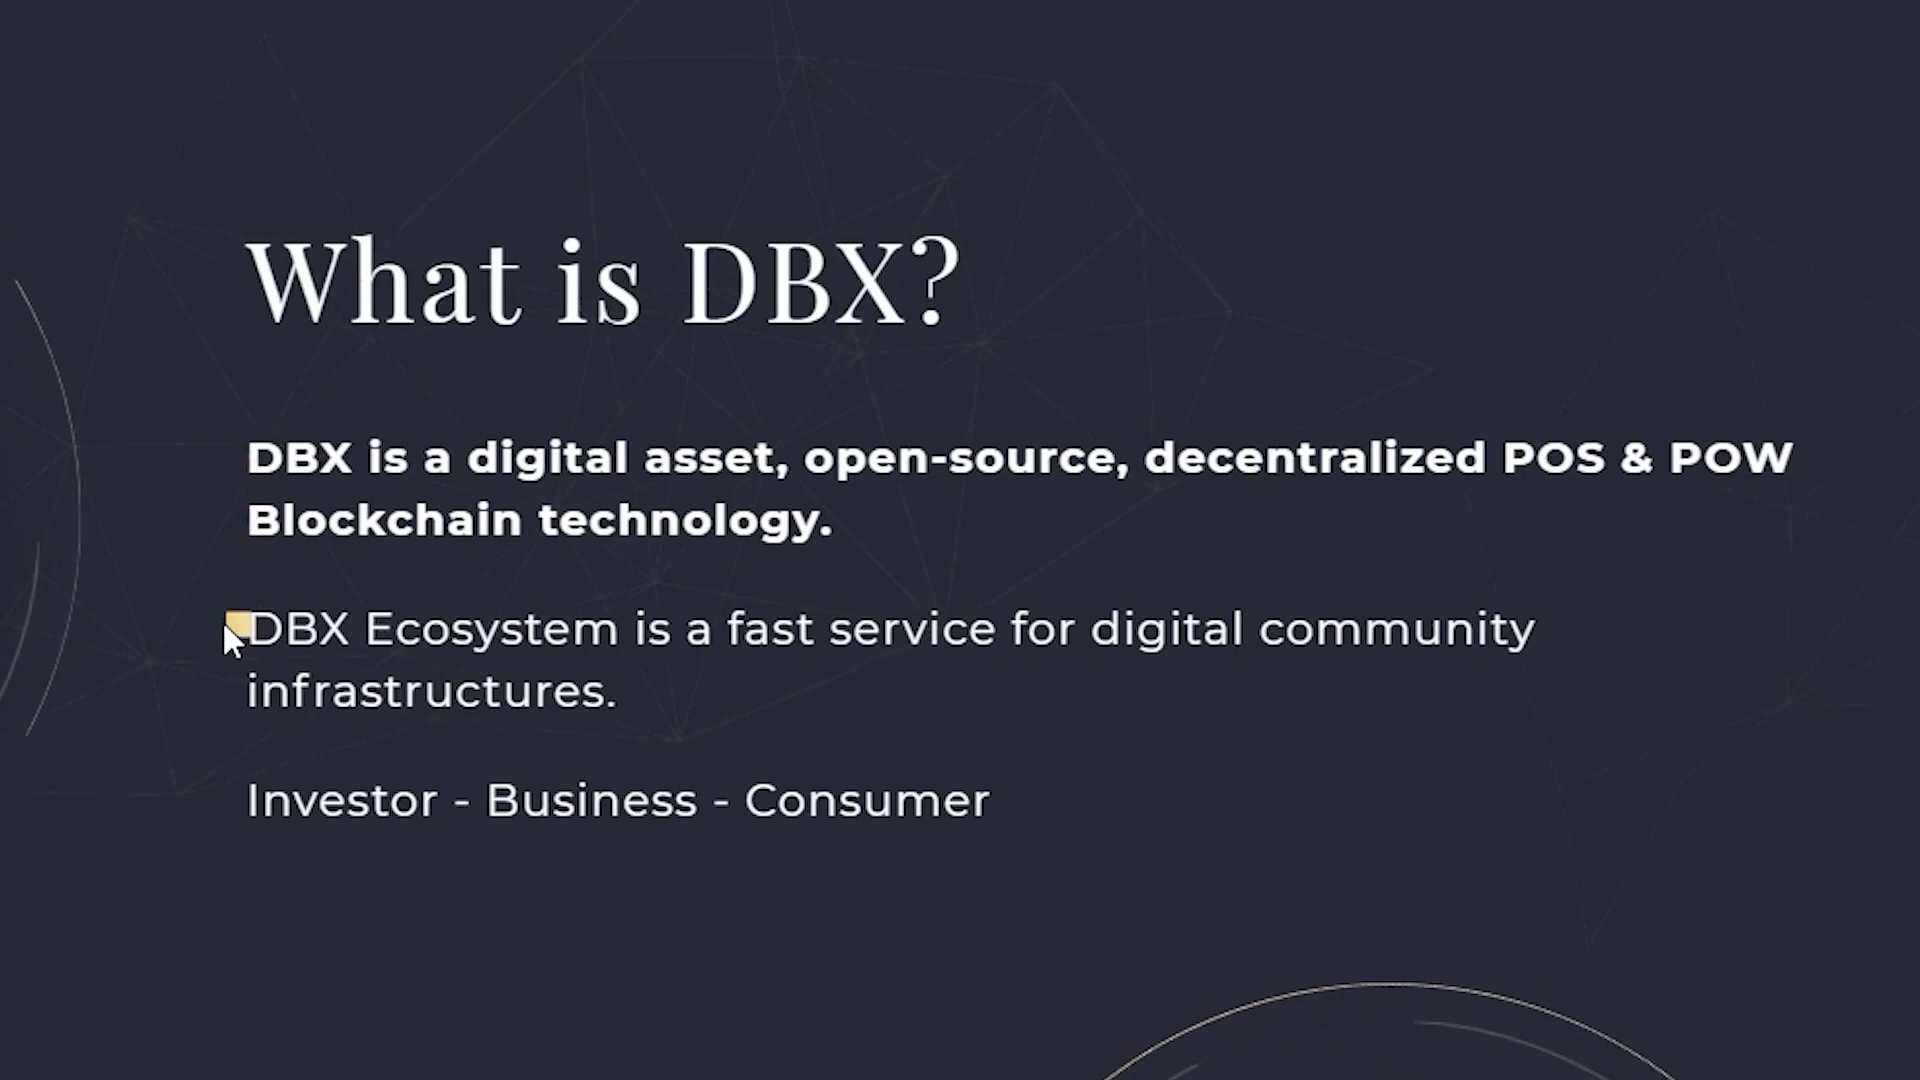 What is DBX?
DBX is a digital asset, open-source, decentralized POS & POW
Blockchain technology.
DBX Ecosystem is a fast service for digital community
infrastructures.
Investor - Business - Consumer